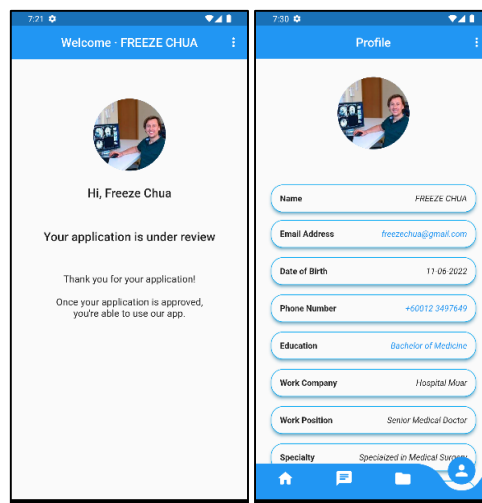 7:21
Welcome - FREEZE CHUA
Hi, Freeze Chua
Your application is under review
Thank you for your application!
Once your application is approved,
you're able to use our app.
7:30
Profile
Name FREEZE CHUA
Email Address freezechua@gmail.com
Date of Birth 11-06-2022
Phone Number +60012 3497649
Education Bachelor of Medicine
Work Company Hospital Muar
Work Position Senior Medical Doctor
Specialty Specialized in Medical Surgery